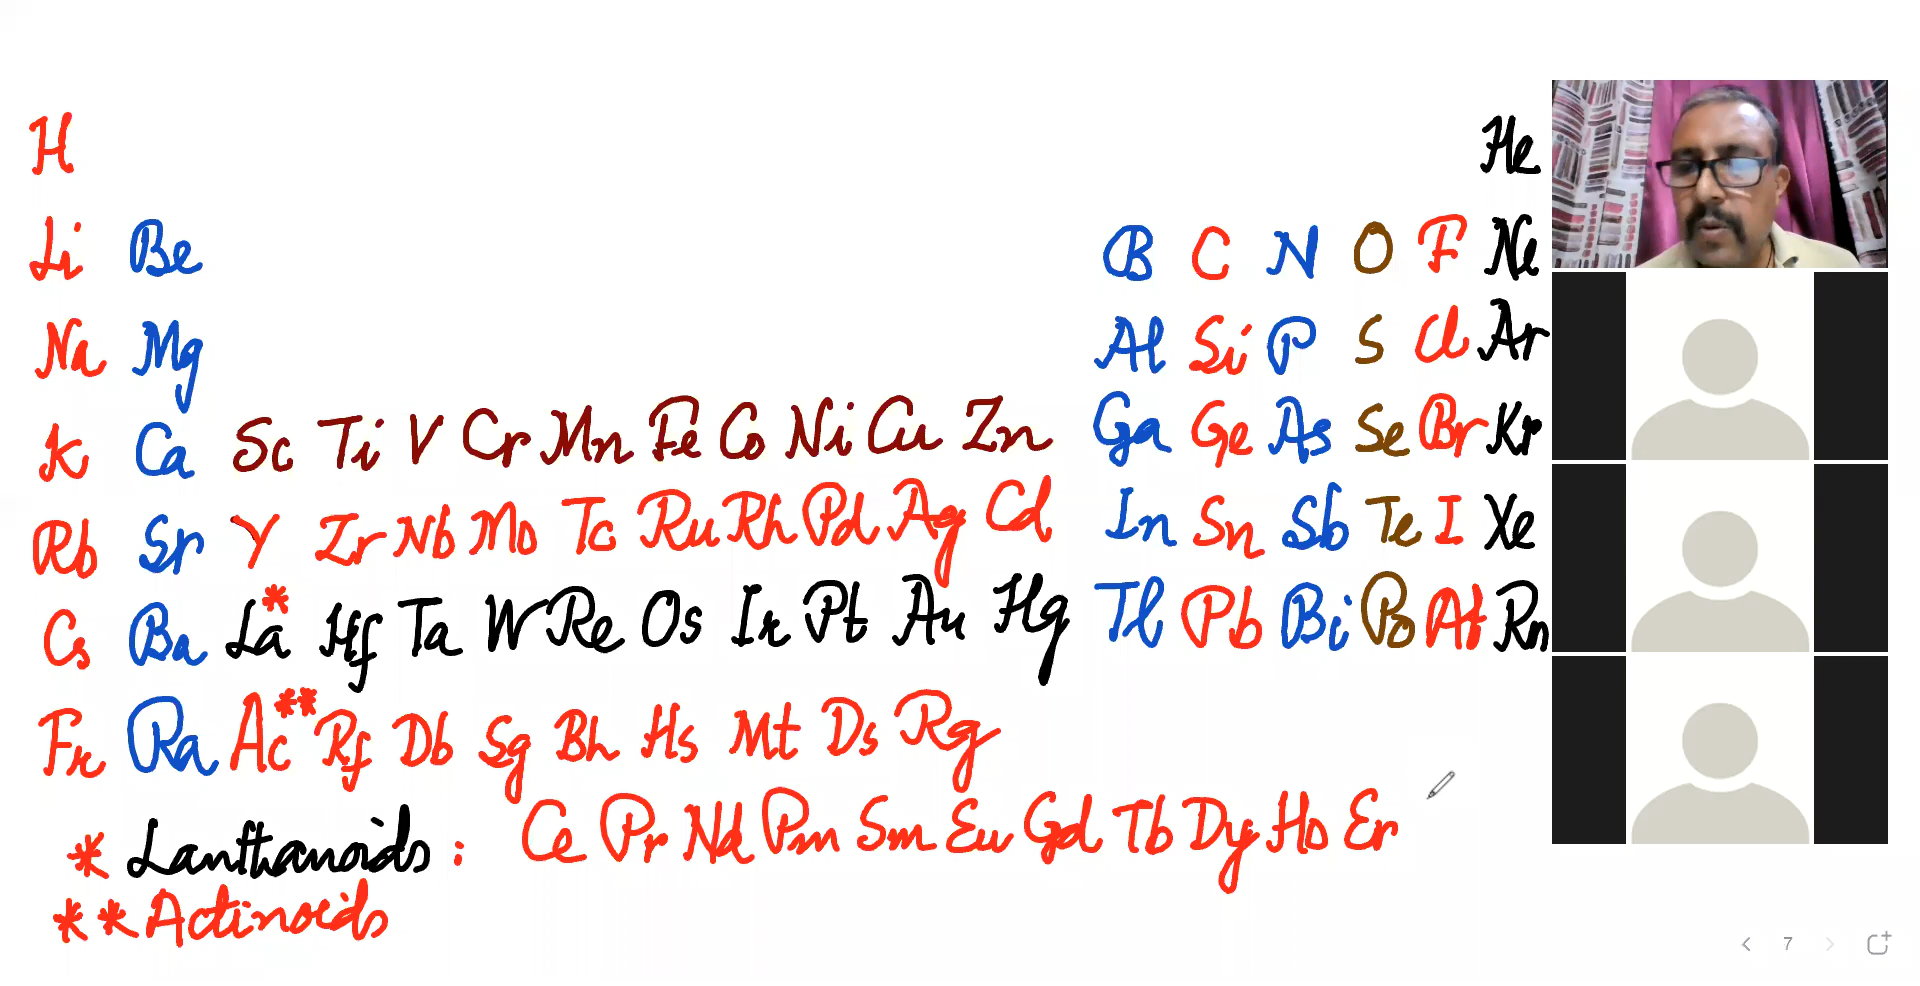 H He
Li Be B C N O F Ne
Na Mg Al Si P S Cl Ar
K Ca Sc Ti V Cr Mn Fe Co Ni Cu Zn Ga Ge As Se Br Kr
Rb Sr Y Zr Nb Mo Tc Ru Rh Pd Ag Cd In Sn Sb Te I Xe
Cs Ba La* Hf Ta W Re Os Ir Pt Au Hg Tl Pb Bi Po At Rn
Fr Ra Ac** Rf Db Sg Bh Hs Mt Ds Rg
* Lanthanoids : Ce Pr Nd Pm Sm Eu Gd Tb Dy Ho Er
** Actinoids
7